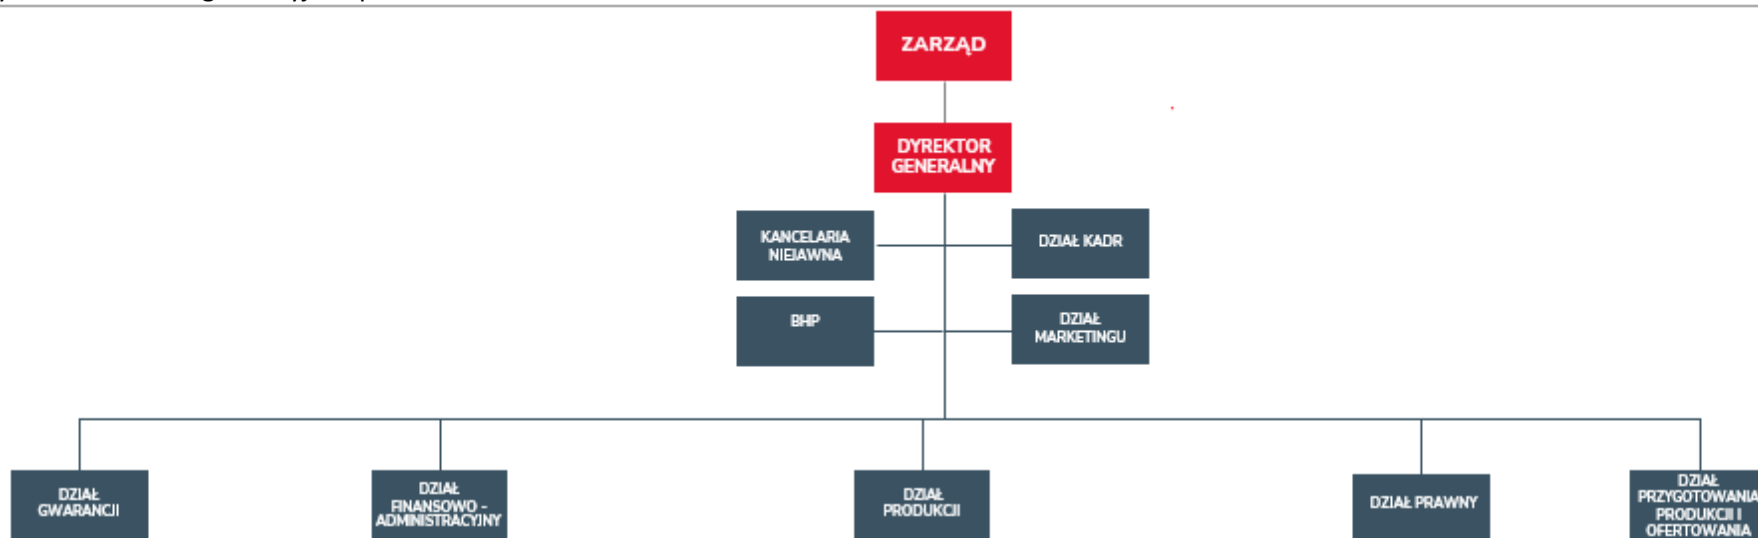 ZARZĄD
DYREKTOR
GENERALNY
KANCELARIA
NIEJAWNA
DZIAŁ KADR
BHP
DZIAŁ
MARKETINGU
DZIAŁ
GWARANCJI
DZIAŁ
FINANSOWO -
ADMINISTRACYJNY
DZIAŁ
PRODUKCJI
DZIAŁ PRAWNY
DZIAŁ
PRZYGOTOWANIA
PRODUKCJI I
OFERTOWANIA